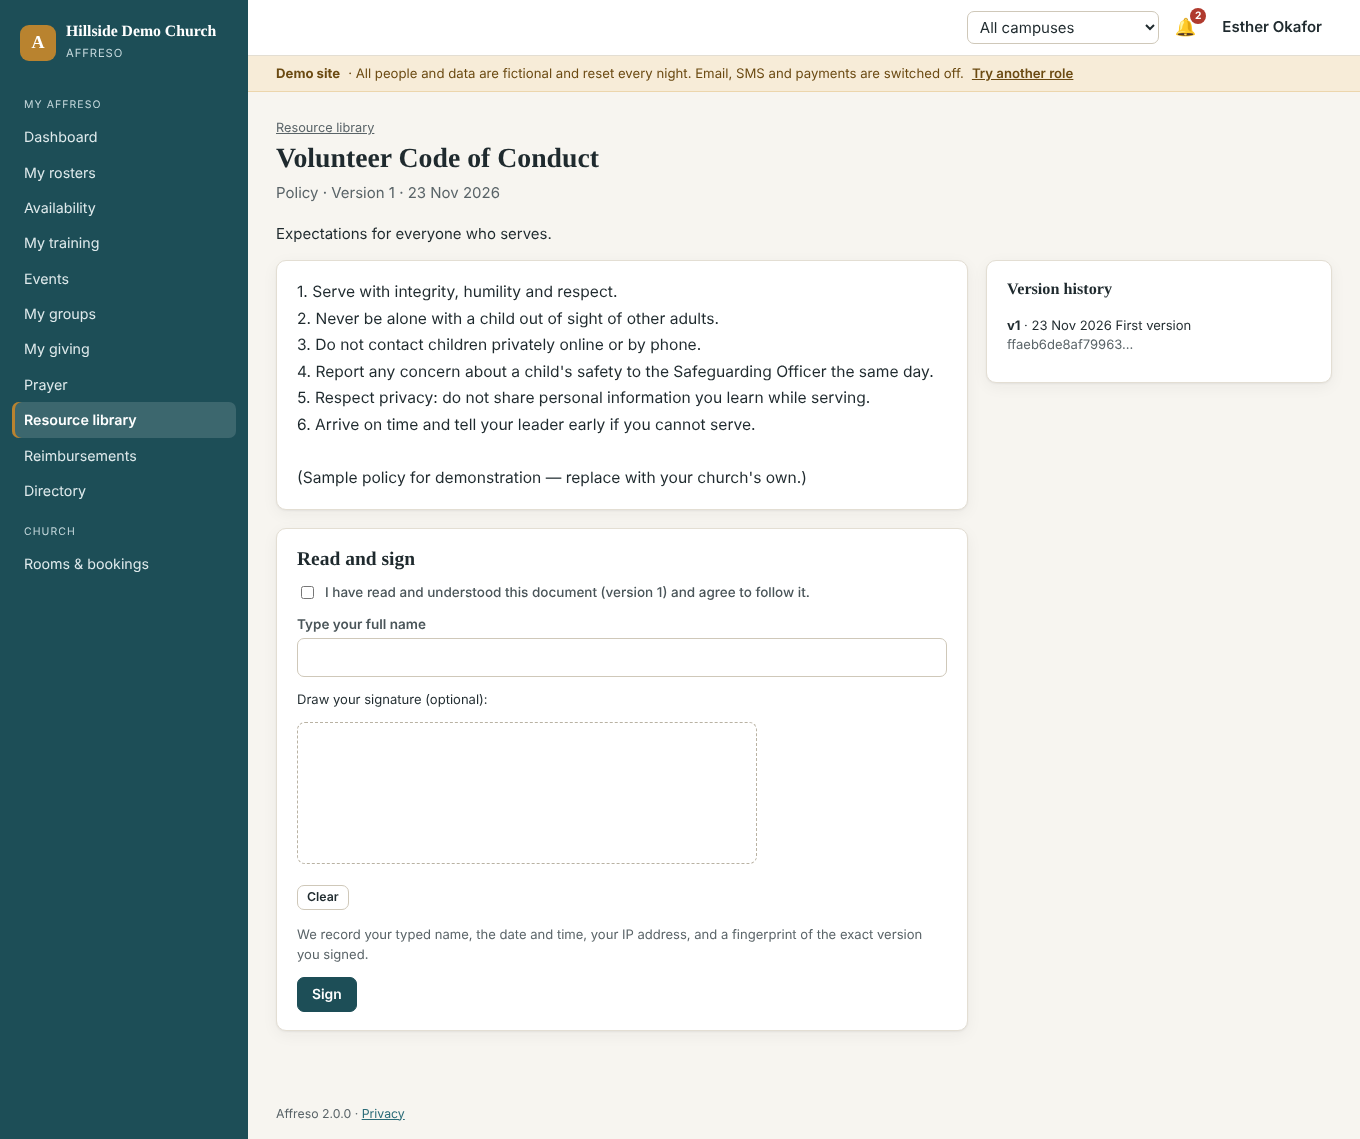 A
Hillside Demo Church
AFFRESO
MY AFFRESO
Dashboard
My rosters
Availability
My training
Events
My groups
My giving
Prayer
Resource library
Reimbursements
Directory
CHURCH
Rooms & bookings
All campuses
2
Esther Okafor
Demo site · All people and data are fictional and reset every night. Email, SMS and payments are switched off. Try another role
Resource library
Volunteer Code of Conduct
Policy · Version 1 · 23 Nov 2026
Expectations for everyone who serves.
1. Serve with integrity, humility and respect.
2. Never be alone with a child out of sight of other adults.
3. Do not contact children privately online or by phone.
4. Report any concern about a child's safety to the Safeguarding Officer the same day.
5. Respect privacy: do not share personal information you learn while serving.
6. Arrive on time and tell your leader early if you cannot serve.
(Sample policy for demonstration — replace with your church's own.)
Version history
v1 · 23 Nov 2026 First version
ffaeb6de8af79963…
Read and sign
I have read and understood this document (version 1) and agree to follow it.
Type your full name
Draw your signature (optional):
Clear
We record your typed name, the date and time, your IP address, and a fingerprint of the exact version
you signed.
Sign
Affreso 2.0.0 · Privacy